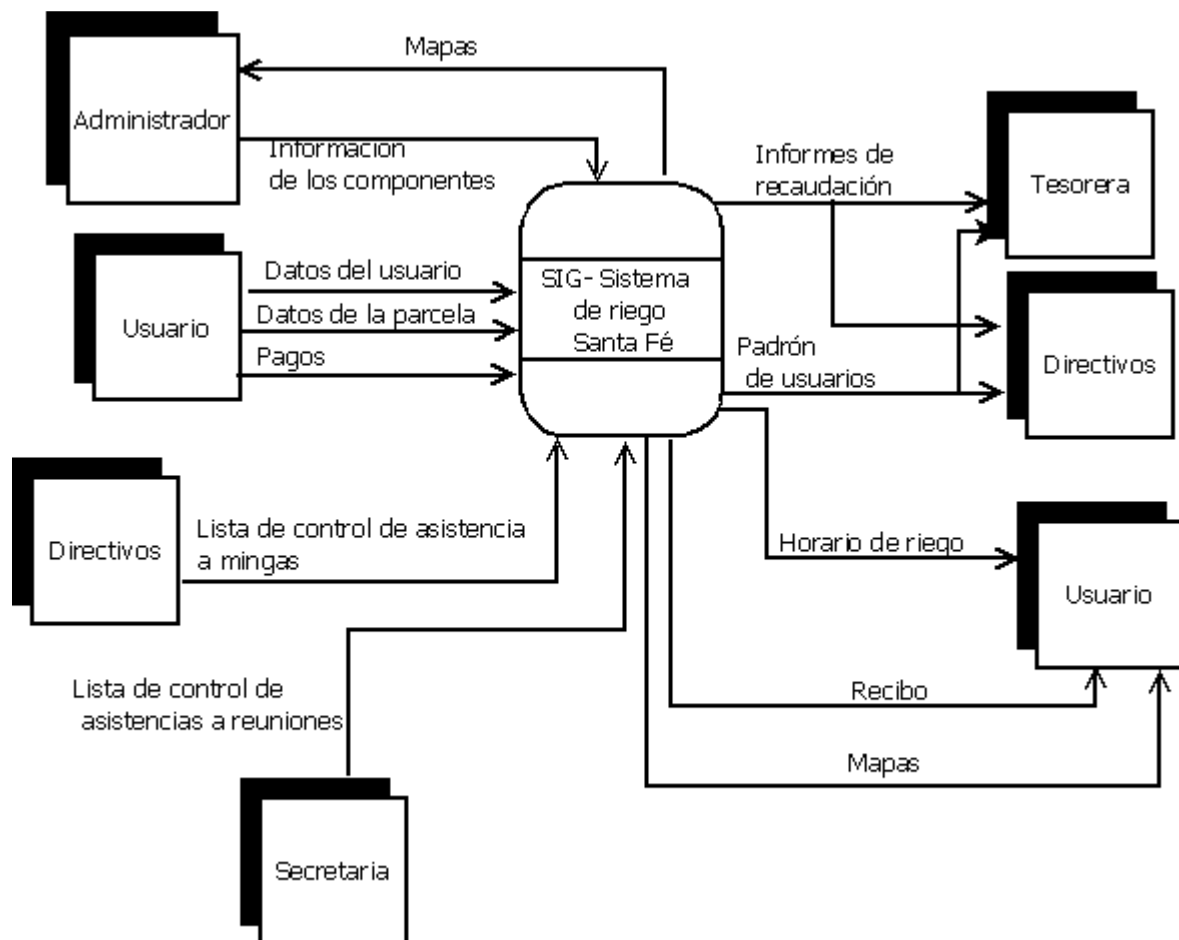 Mapas
Administrador
Informacion
de los componentes
Informes de
recaudación
Tesorera
Datos del usuario
Usuario
Datos de la parcela
Pagos
SIG- Sistema
de riego
Santa Fé
Padrón
de usuarios
Directivos
Directivos
Lista de control de asistencia
a mingas
Horario de riego
Usuario
Lista de control de
asistencias a reuniones
Recibo
Mapas
Secretaria